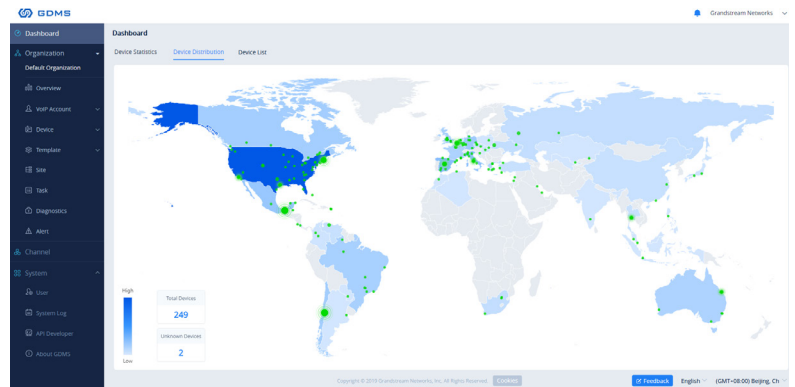 GDMS
Grandstream Networks
Dashboard
Organization
Default Organization
Overview
VoIP Account
Device
Template
Site
Task
Diagnostics
Alert
Channel
System
User
System Log
API Developer
About GDMS
Dashboard
Device Statistics
Device Distribution
Device List
High
Low
Total Devices
249
Unknown Devices
2
Copyright © 2019 Grandstream Networks, Inc. All Rights Reserved.
Cookies
Feedback
English
(GMT+08:00) Beijing, Ch